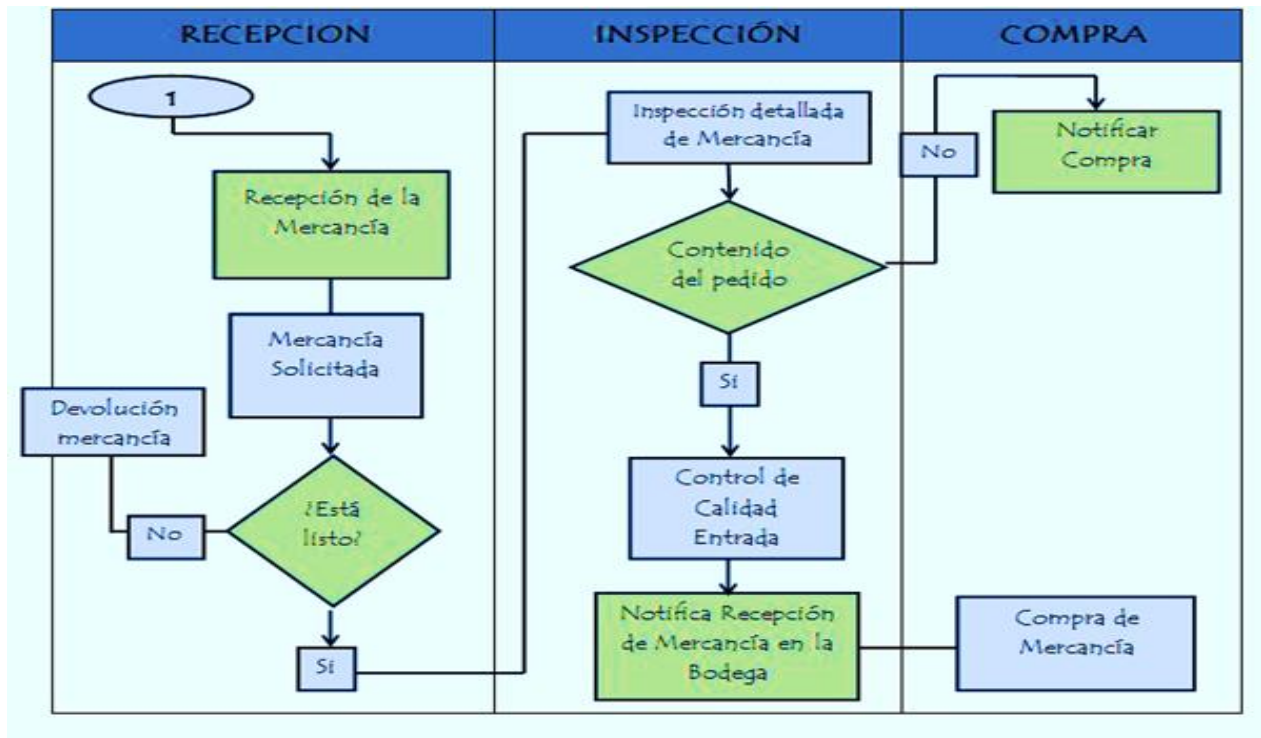 RECEPCION
INSPECCIÓN
COMPRA
1
Recepción de la
Mercancía
Mercancía
Solicitada
Devolución
mercancía
¿Está
listo?
No
Si
Inspección detallada
de Mercancía
Contenido
del pedido
Si
Control de
Calidad
Entrada
Notifica Recepción
de Mercancía en la
Bodega
No
Notificar
Compra
Compra de
Mercancía